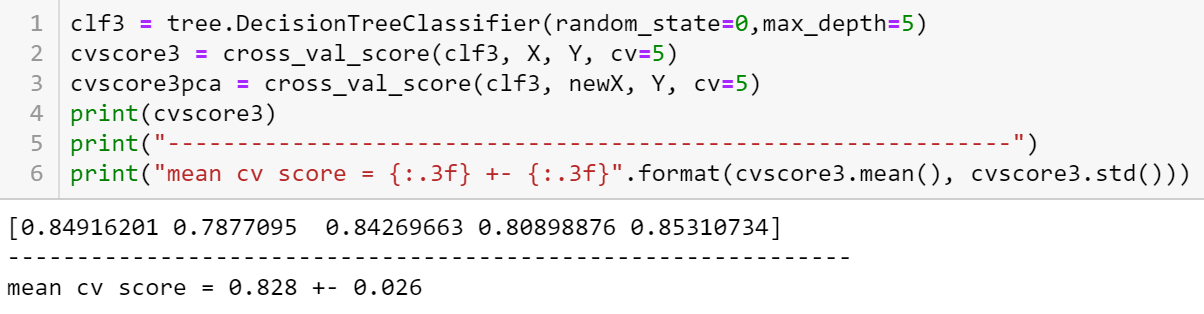 1 clf3 = tree.DecisionTreeClassifier(random_state=0,max_depth=5)
2 cvscore3 = cross_val_score(clf3, X, Y, cv=5)
3 cvscore3pca = cross_val_score(clf3, newX, Y, cv=5)
4 print(cvscore3)
5 print("-------------------------------------------------------------")
6 print("mean cv score = {:.3f} +- {:.3f}".format(cvscore3.mean(), cvscore3.std()))
[0.84916201 0.7877095  0.84269663 0.80898876 0.85310734]
-------------------------------------------------------------
mean cv score = 0.828 +- 0.026